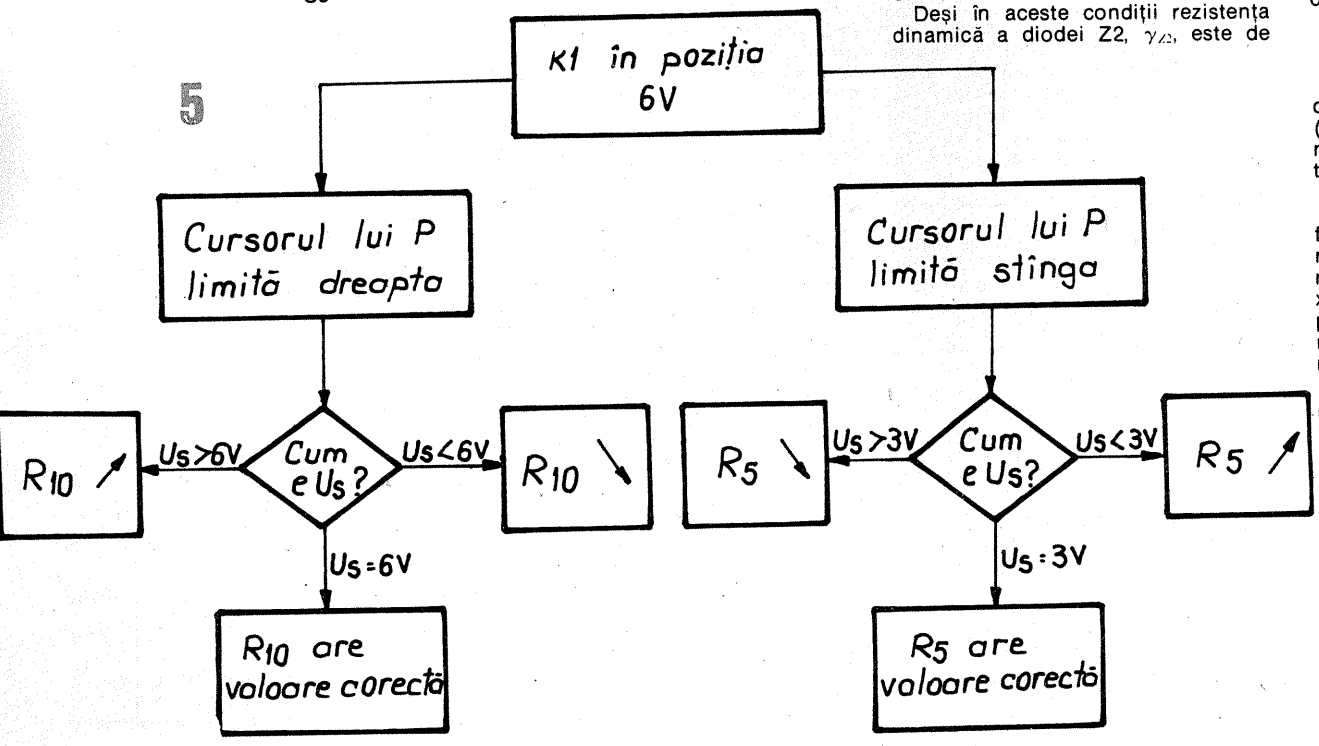 Deși în aceste condiții rezistența
dinamică a diodei Z2, γz2, este de
5
K1 în poziția
6V
Cursorul lui P
limită dreapta
Cursorul lui P
limită stînga
R10 ↗
Us>6V
Cum
e Us?
Us<6V
R10 ↘
R5 ↘
Us>3V
Cum
e Us?
Us<3V
R5 ↗
Us=6V
Us=3V
R10 are
valoare corectă
R5 are
valoare corectă